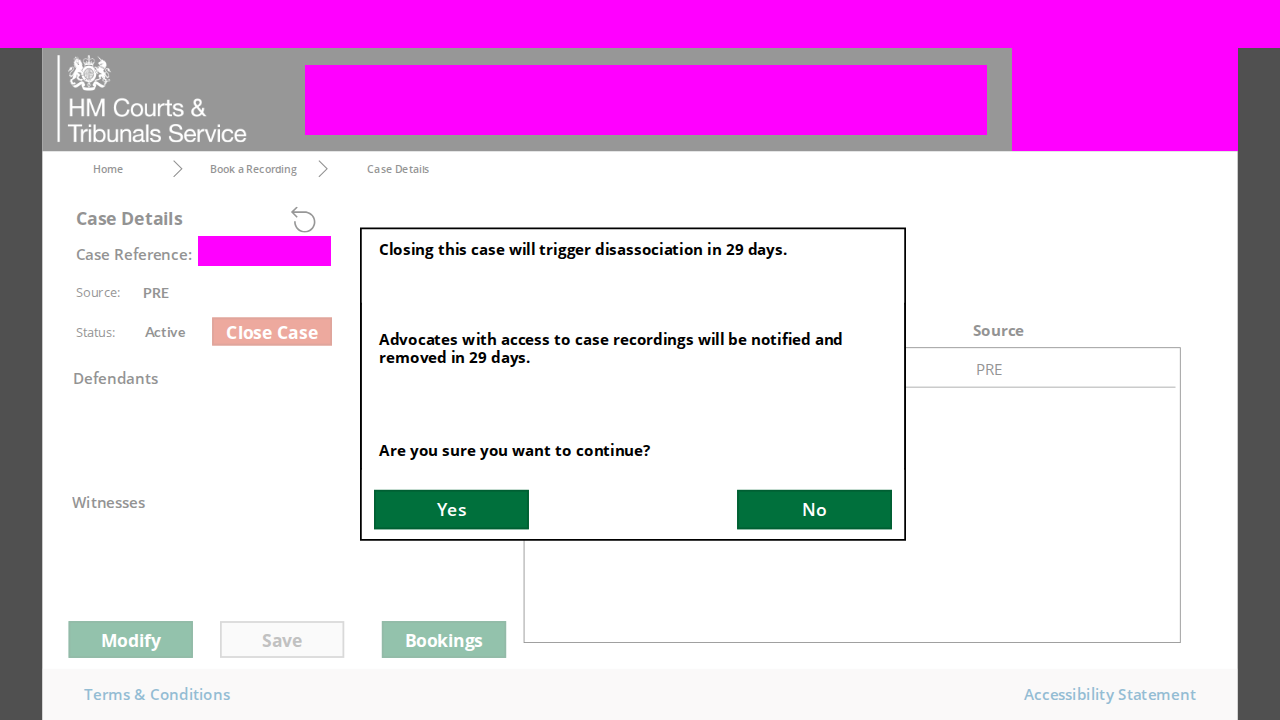 HM Courts &
Tribunals Service
Home
Book a Recording
Case Details
Case Details
Case Reference:
Source: PRE
Status: Active Close Case
Defendants
Witnesses
Closing this case will trigger disassociation in 29 days.
Advocates with access to case recordings will be notified and
removed in 29 days.
Are you sure you want to continue?
Yes No
Source
PRE
Modify Save Bookings
Terms & Conditions
Accessibility Statement